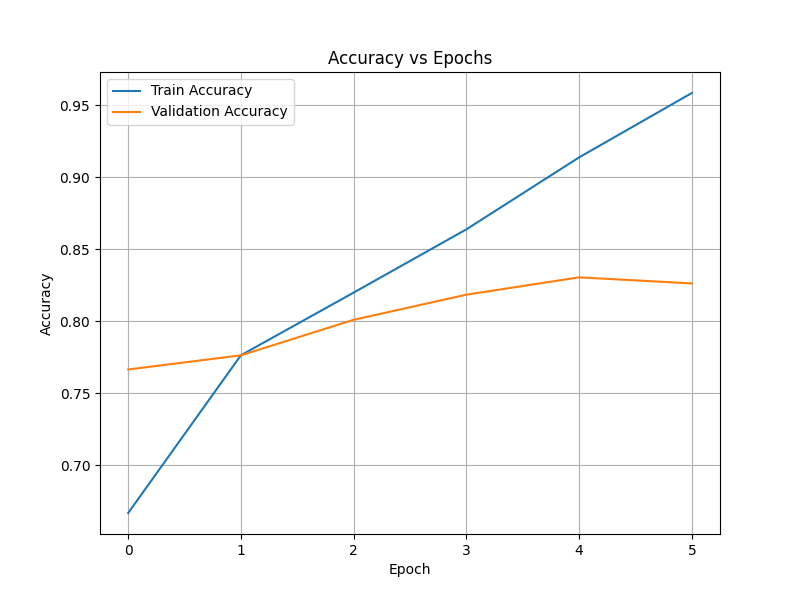 Accuracy vs Epochs
Train Accuracy
Validation Accuracy
0.95
0.90
0.85
0.80
0.75
0.70
Accuracy
0 1 2 3 4 5
Epoch